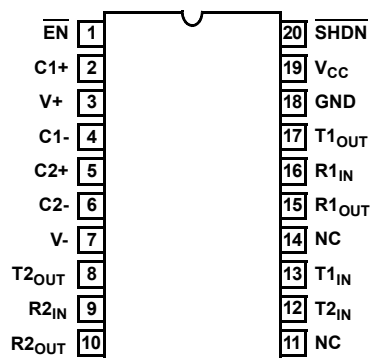 EN 1 20 SHDN
C1+ 2 19 VCC
V+ 3 18 GND
C1- 4 17 T1OUT
C2+ 5 16 R1IN
C2- 6 15 R1OUT
V- 7 14 NC
T2OUT 8 13 T1IN
R2IN 9 12 T2IN
R2OUT 10 11 NC